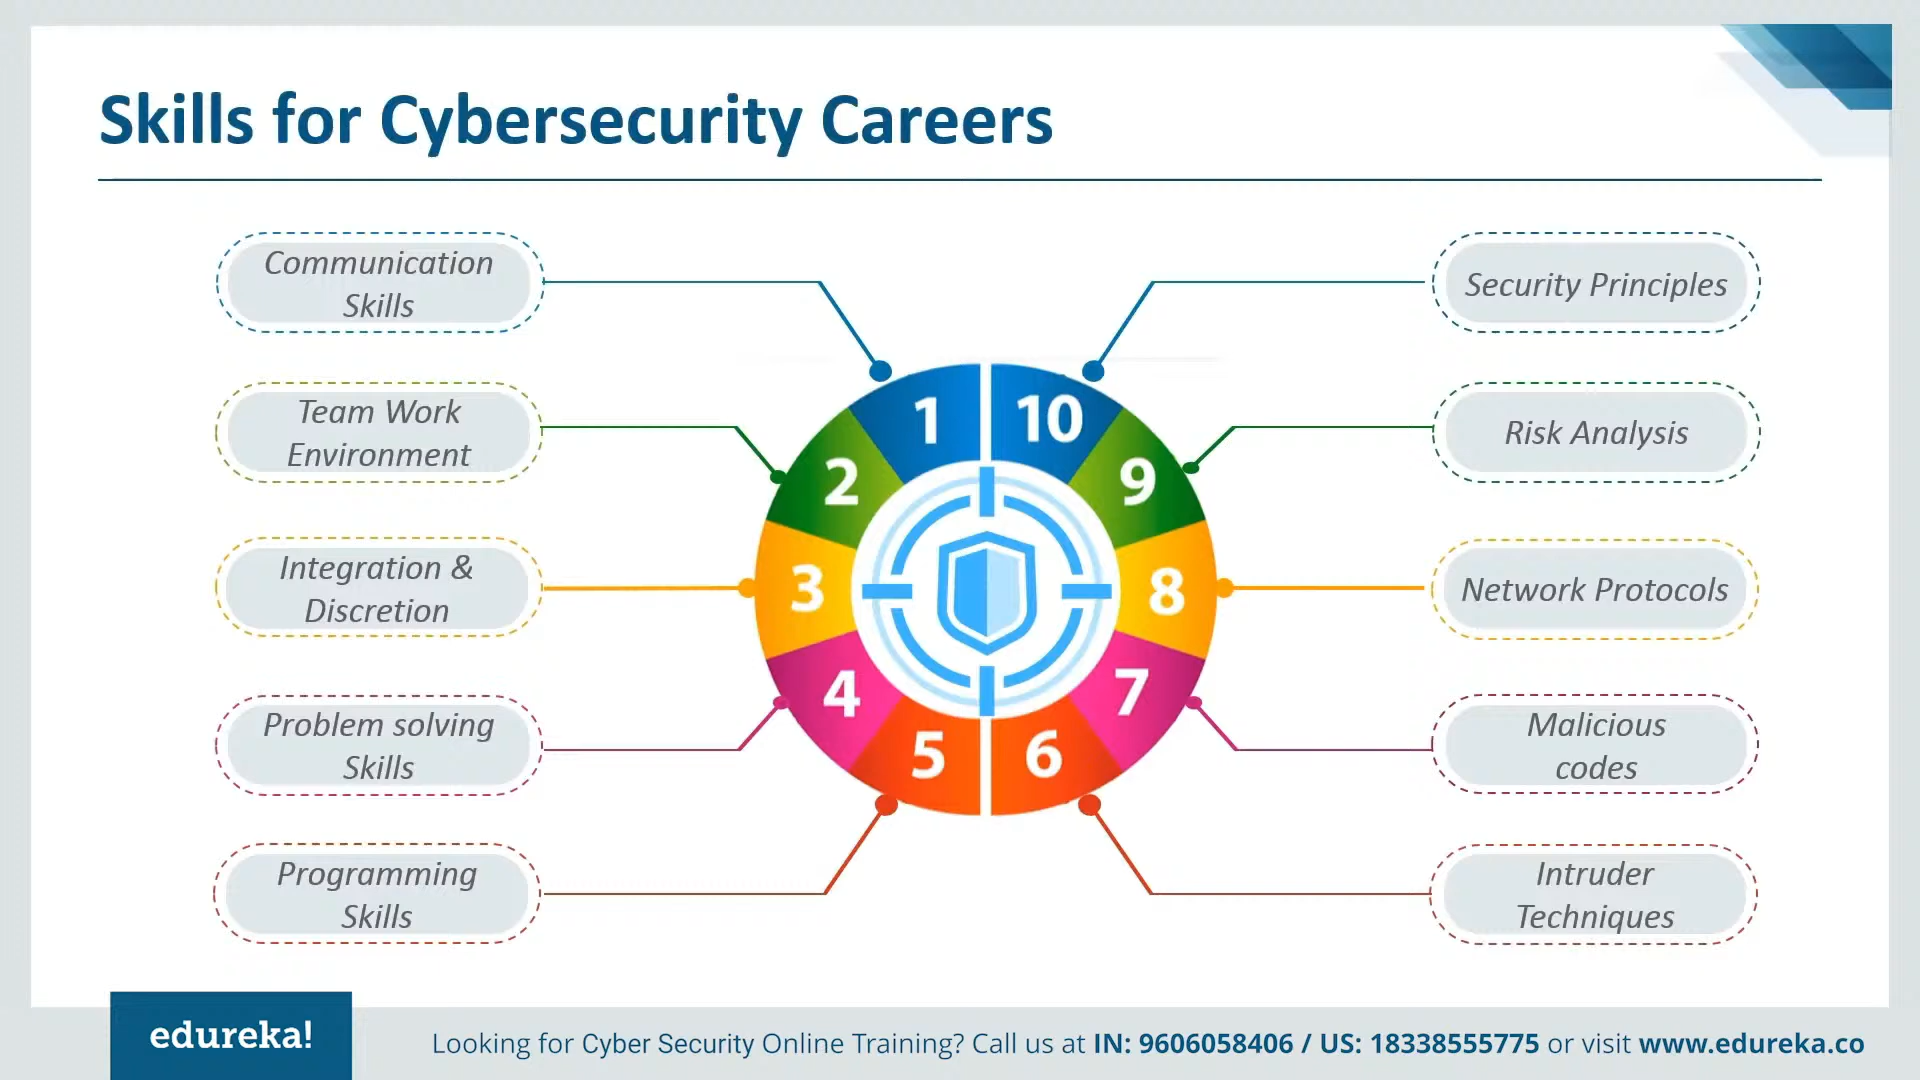 Skills for Cybersecurity Careers
Communication
Skills
Team Work
Environment
Integration &
Discretion
Problem solving
Skills
Programming
Skills
1
2
3
4
5
10
9
8
7
6
Security Principles
Risk Analysis
Network Protocols
Malicious
codes
Intruder
Techniques
edureka!
Looking for Cyber Security Online Training? Call us at IN: 9606058406 / US: 18338555775 or visit www.edureka.co